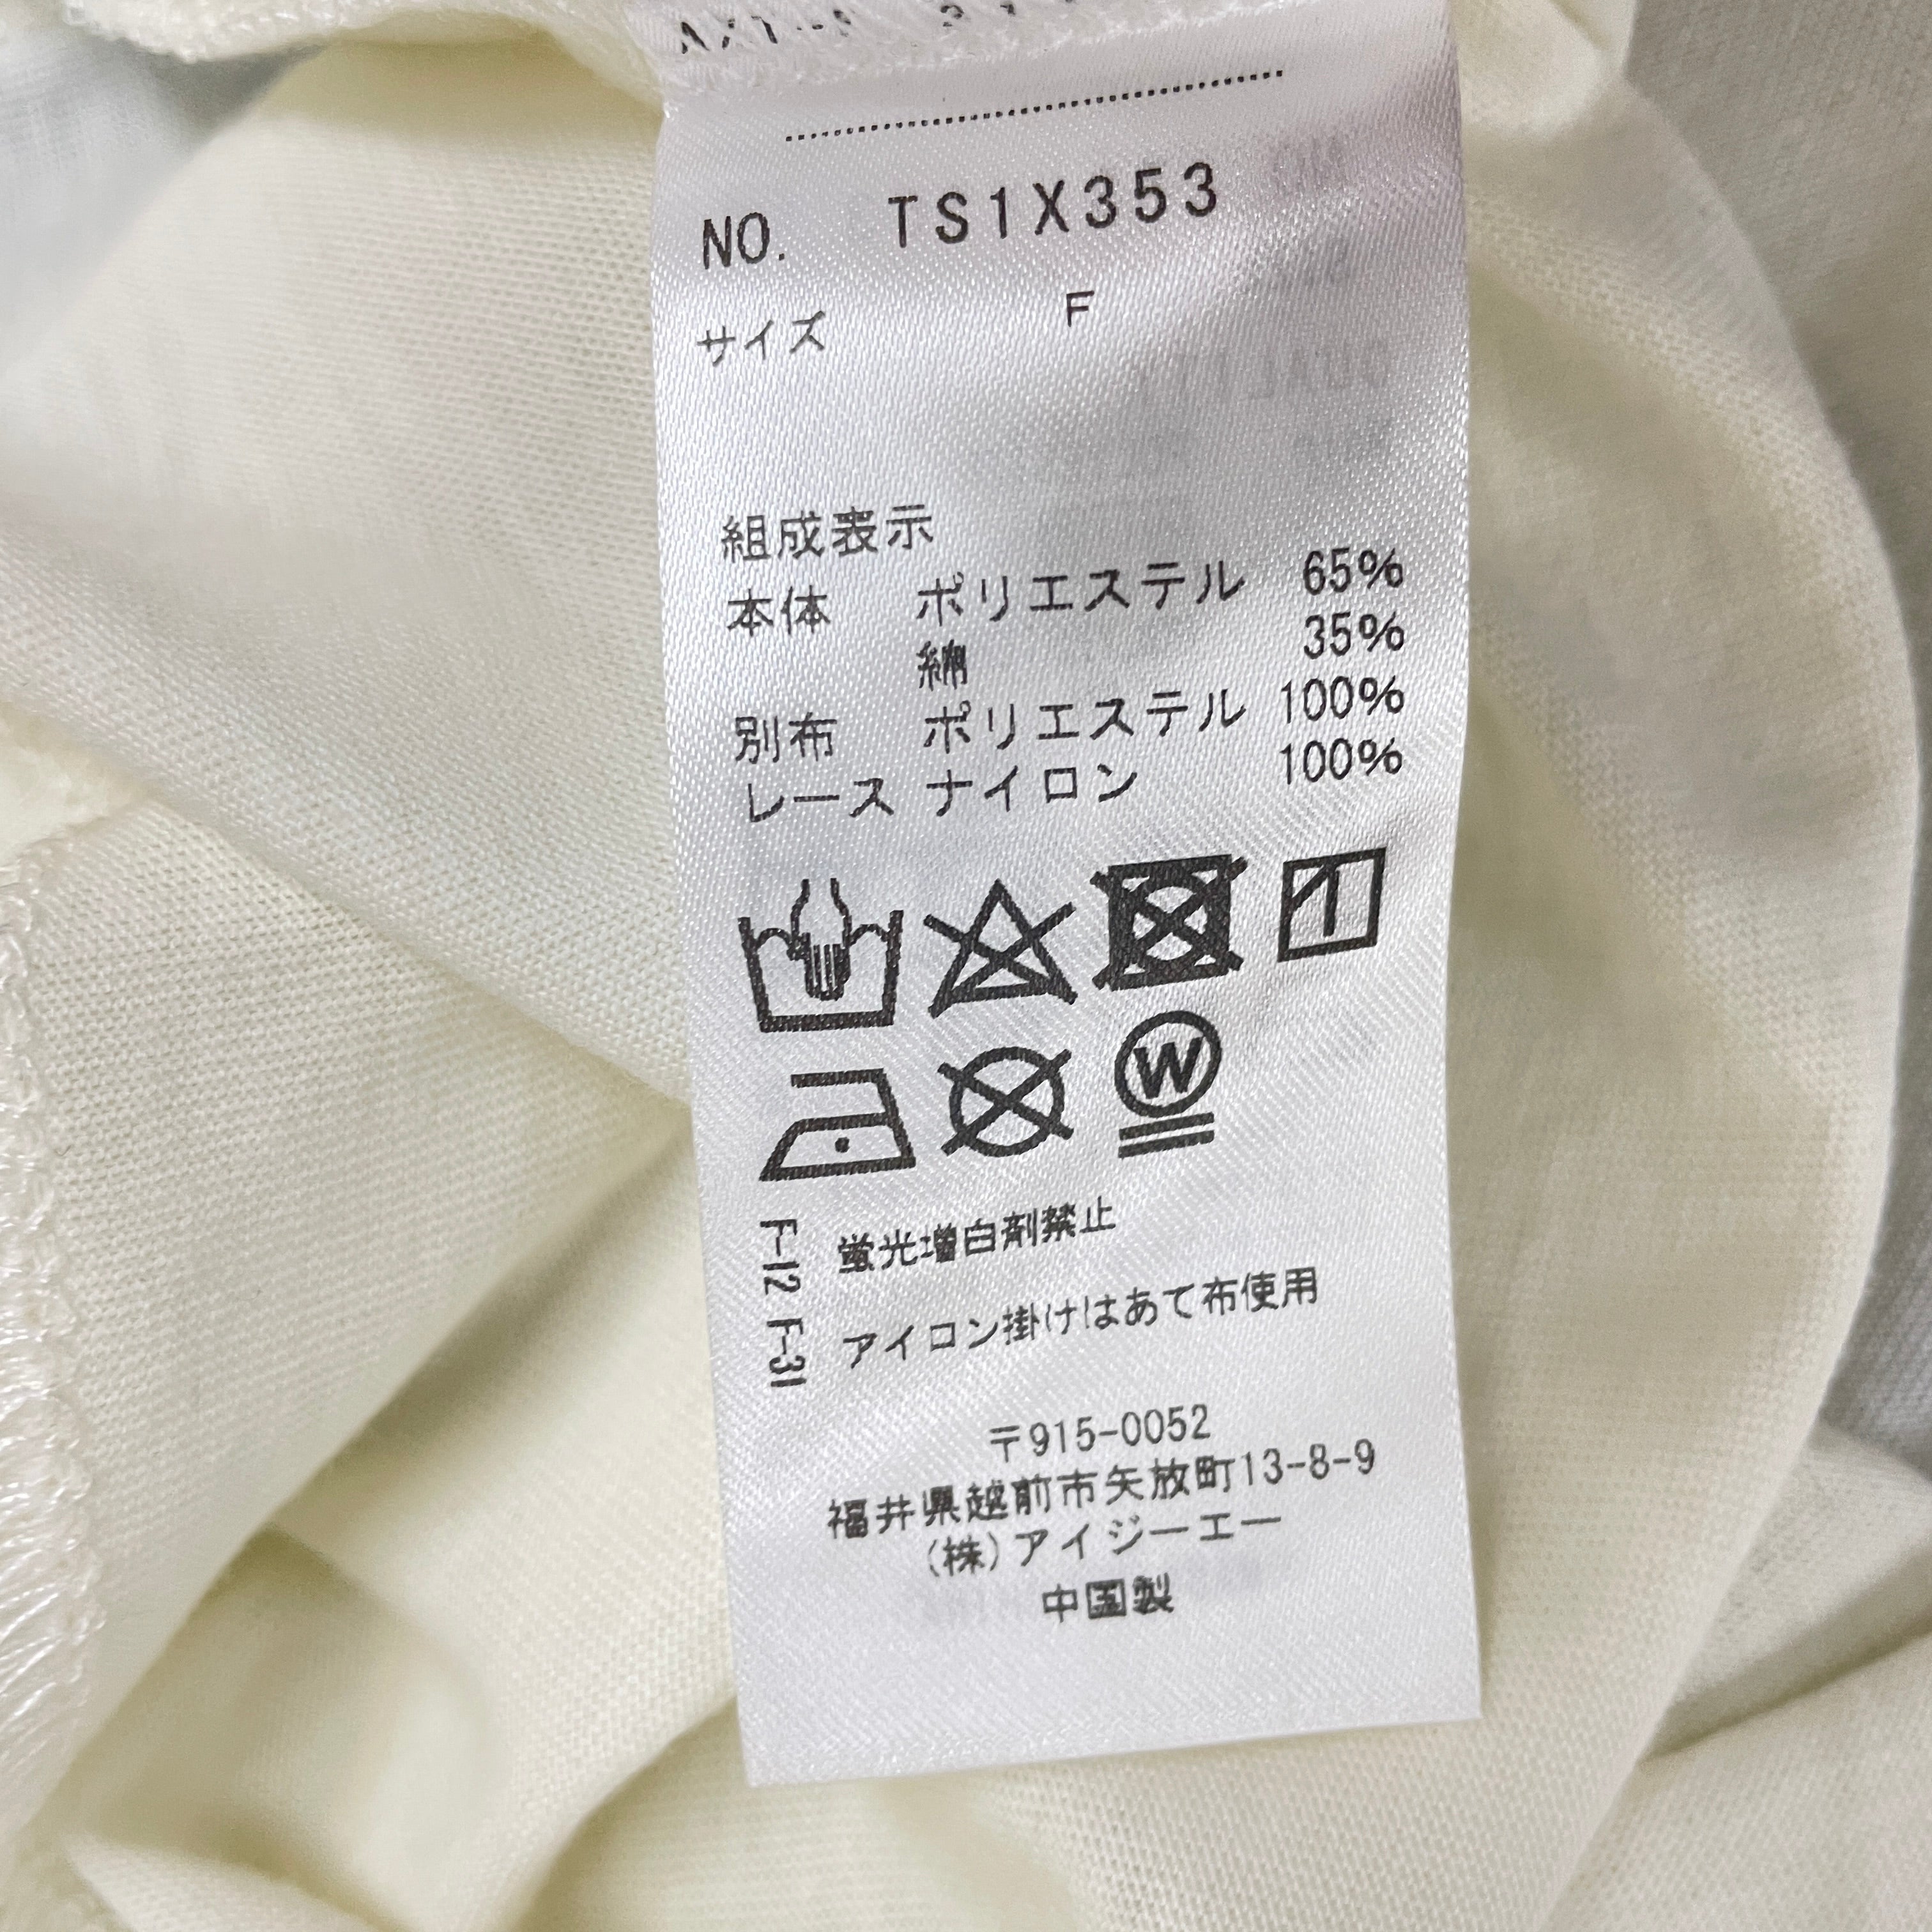 NO. TS1X353
サイズ F
組成表示
本体 ポリエステル 65%
綿 35%
別布 ポリエステル 100%
レース ナイロン 100%
W
F-12 F-31
蛍光増白剤禁止
アイロン掛けはあて布使用
〒915-0052
福井県越前市矢放町13-8-9
(株)アイジーエー
中国製